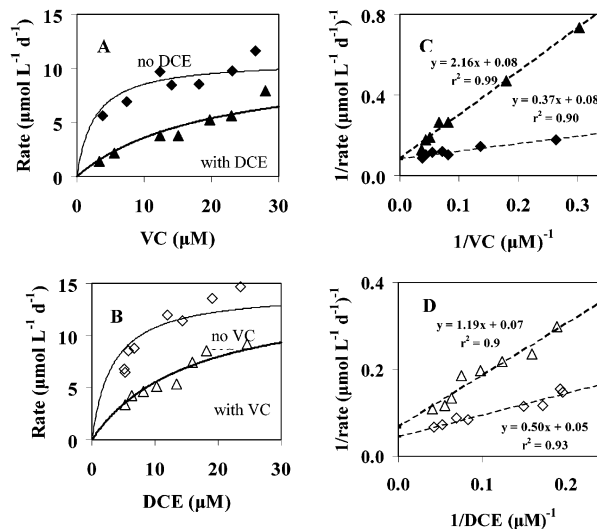 A
no DCE
with DCE
Rate (µmol L⁻¹ d⁻¹)
15
10
5
0
0 10 20 30
VC (µM)
C
y = 2.16x + 0.08
r² = 0.99
y = 0.37x + 0.08
r² = 0.90
1/rate (µmol L⁻¹ d⁻¹)⁻¹
0.8
0.4
0.0
0.0 0.1 0.2 0.3
1/VC (µM)⁻¹
B
no VC
with VC
Rate (µmol L⁻¹ d⁻¹)
15
10
5
0
0 10 20 30
DCE (µM)
D
y = 1.19x + 0.07
r² = 0.9
y = 0.50x + 0.05
r² = 0.93
1/rate (µmol L⁻¹ d⁻¹)⁻¹
0.4
0.2
0.0
0.0 0.1 0.2
1/DCE (µM)⁻¹